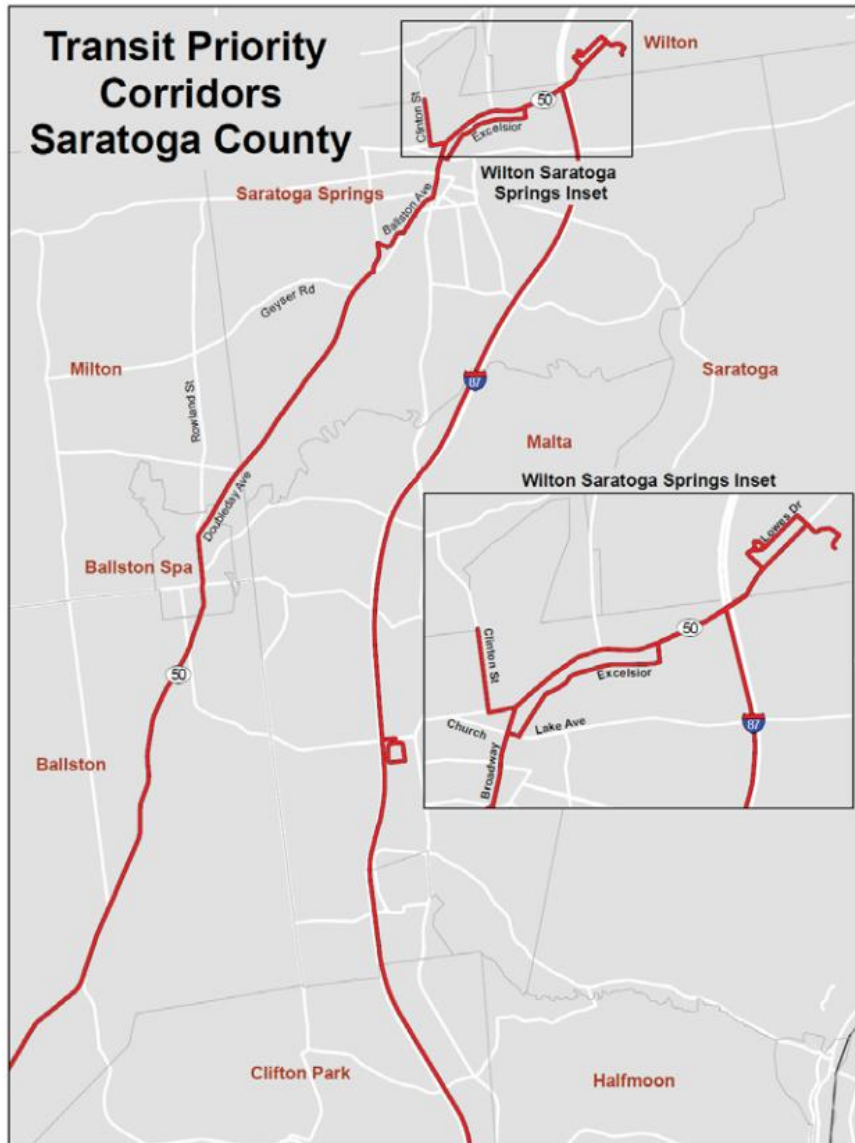 Transit Priority
Corridors
Saratoga County
Wilton
Clinton St
50
Excelsior
Wilton Saratoga
Springs Inset
Saratoga Springs
Ballston Ave
Geyser Rd
Milton
Rowland St
87
Saratoga
Malta
Doubleday Ave
Ballston Spa
50
Ballston
Wilton Saratoga Springs Inset
Lowes Dr
50
Clinton St
Excelsior
Church
Lake Ave
87
Broadway
Clifton Park
Halfmoon